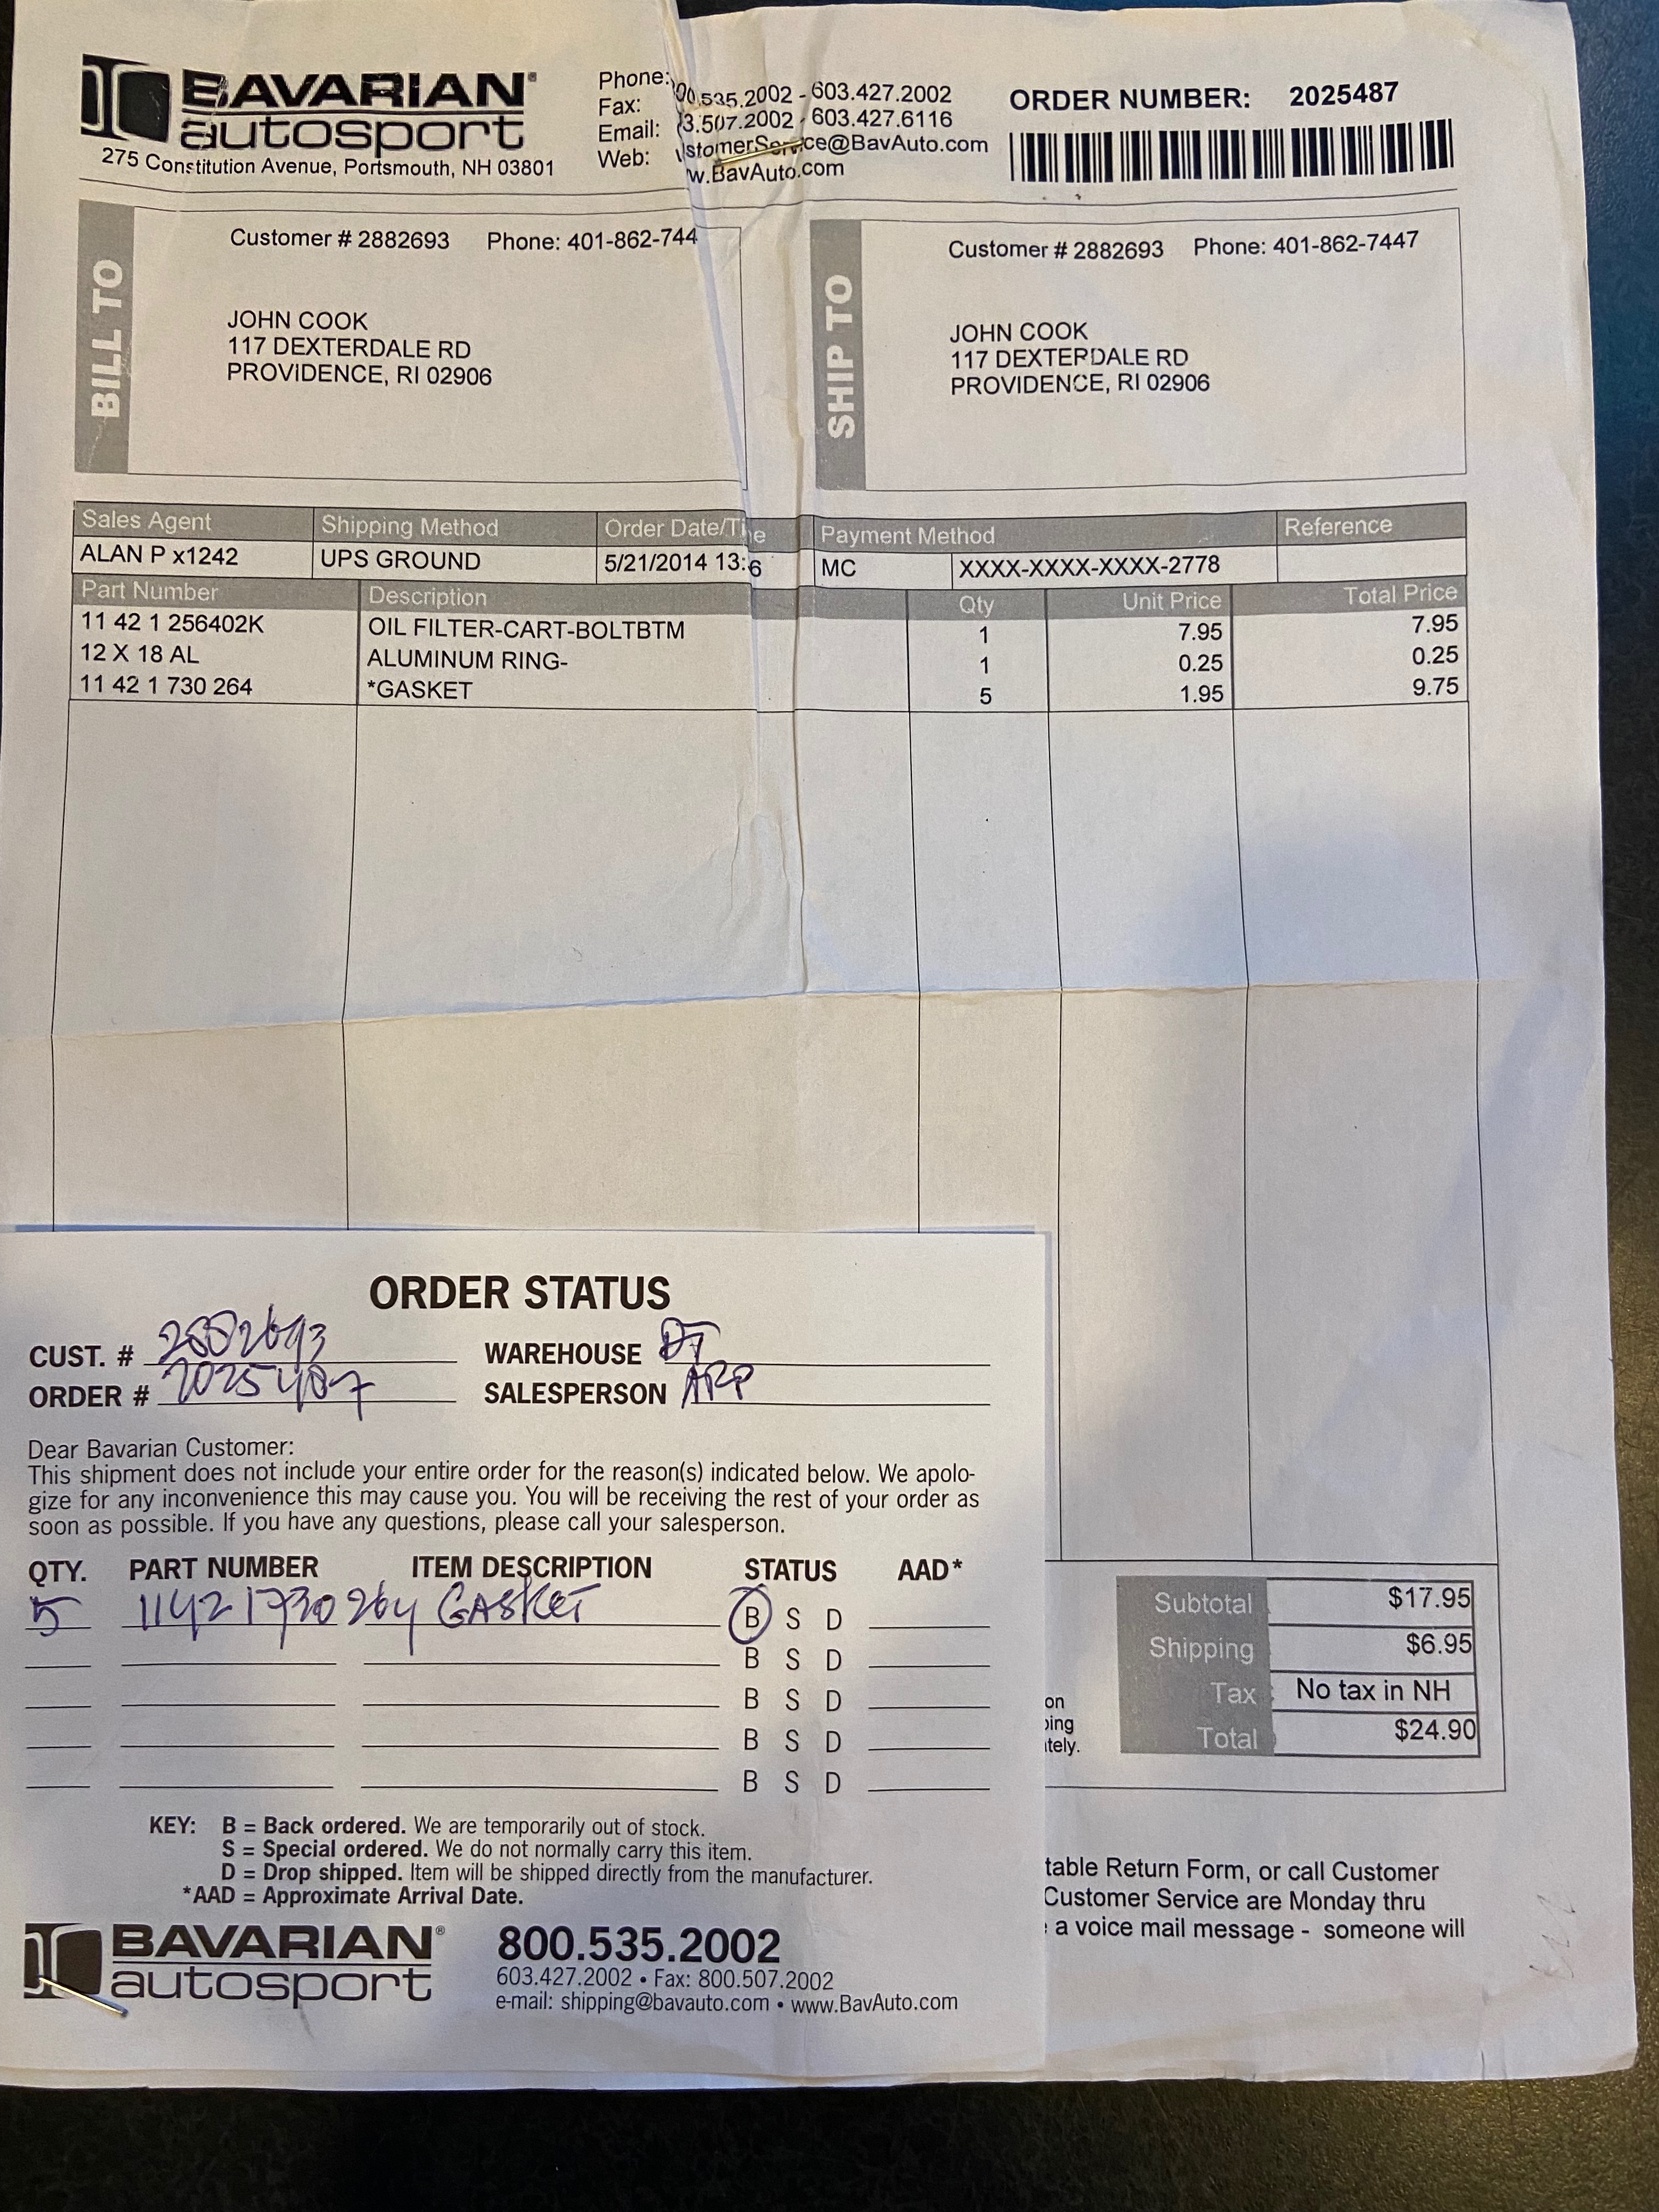 BAVARIAN®
autosport
275 Constitution Avenue, Portsmouth, NH 03801
Phone: 00.535.2002 - 603.427.2002
Fax: 3.507.2002 - 603.427.6116
Email: stomerService@BavAuto.com
Web: w.BavAuto.com
ORDER NUMBER: 2025487
BILL TO
Customer # 2882693 Phone: 401-862-744
JOHN COOK
117 DEXTERDALE RD
PROVIDENCE, RI 02906
SHIP TO
Customer # 2882693 Phone: 401-862-7447
JOHN COOK
117 DEXTERDALE RD
PROVIDENCE, RI 02906
Sales Agent Shipping Method Order Date/Ti e Payment Method Reference
ALAN P x1242 UPS GROUND 5/21/2014 13: 6 MC XXXX-XXXX-XXXX-2778
Part Number Description Qty Unit Price Total Price
11 42 1 256402K OIL FILTER-CART-BOLTBTM 1 7.95 7.95
12 X 18 AL ALUMINUM RING- 1 0.25 0.25
11 42 1 730 264 *GASKET 5 1.95 9.75
ORDER STATUS
CUST. # 2882693 WAREHOUSE DT
ORDER # 2025487 SALESPERSON ARP
Dear Bavarian Customer:
This shipment does not include your entire order for the reason(s) indicated below. We apolo-
gize for any inconvenience this may cause you. You will be receiving the rest of your order as
soon as possible. If you have any questions, please call your salesperson.
QTY. PART NUMBER ITEM DESCRIPTION STATUS AAD*
5 11421730264 GASKET B S D
B S D
B S D
B S D
B S D
KEY: B = Back ordered. We are temporarily out of stock.
S = Special ordered. We do not normally carry this item.
D = Drop shipped. Item will be shipped directly from the manufacturer.
*AAD = Approximate Arrival Date.
BAVARIAN®
autosport
800.535.2002
603.427.2002 • Fax: 800.507.2002
e-mail: shipping@bavauto.com • www.BavAuto.com
on
ping
tely.
Subtotal $17.95
Shipping $6.95
Tax No tax in NH
Total $24.90
table Return Form, or call Customer
Customer Service are Monday thru
a voice mail message - someone will